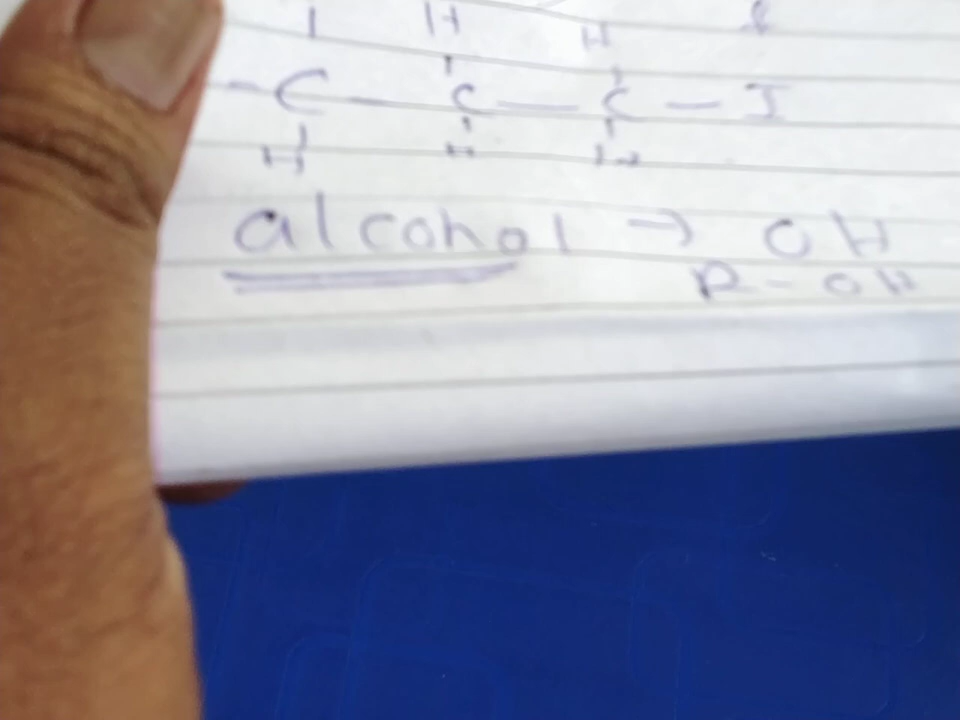 H H
- C - C - C - I
H H H
alcohol → OH
R - OH